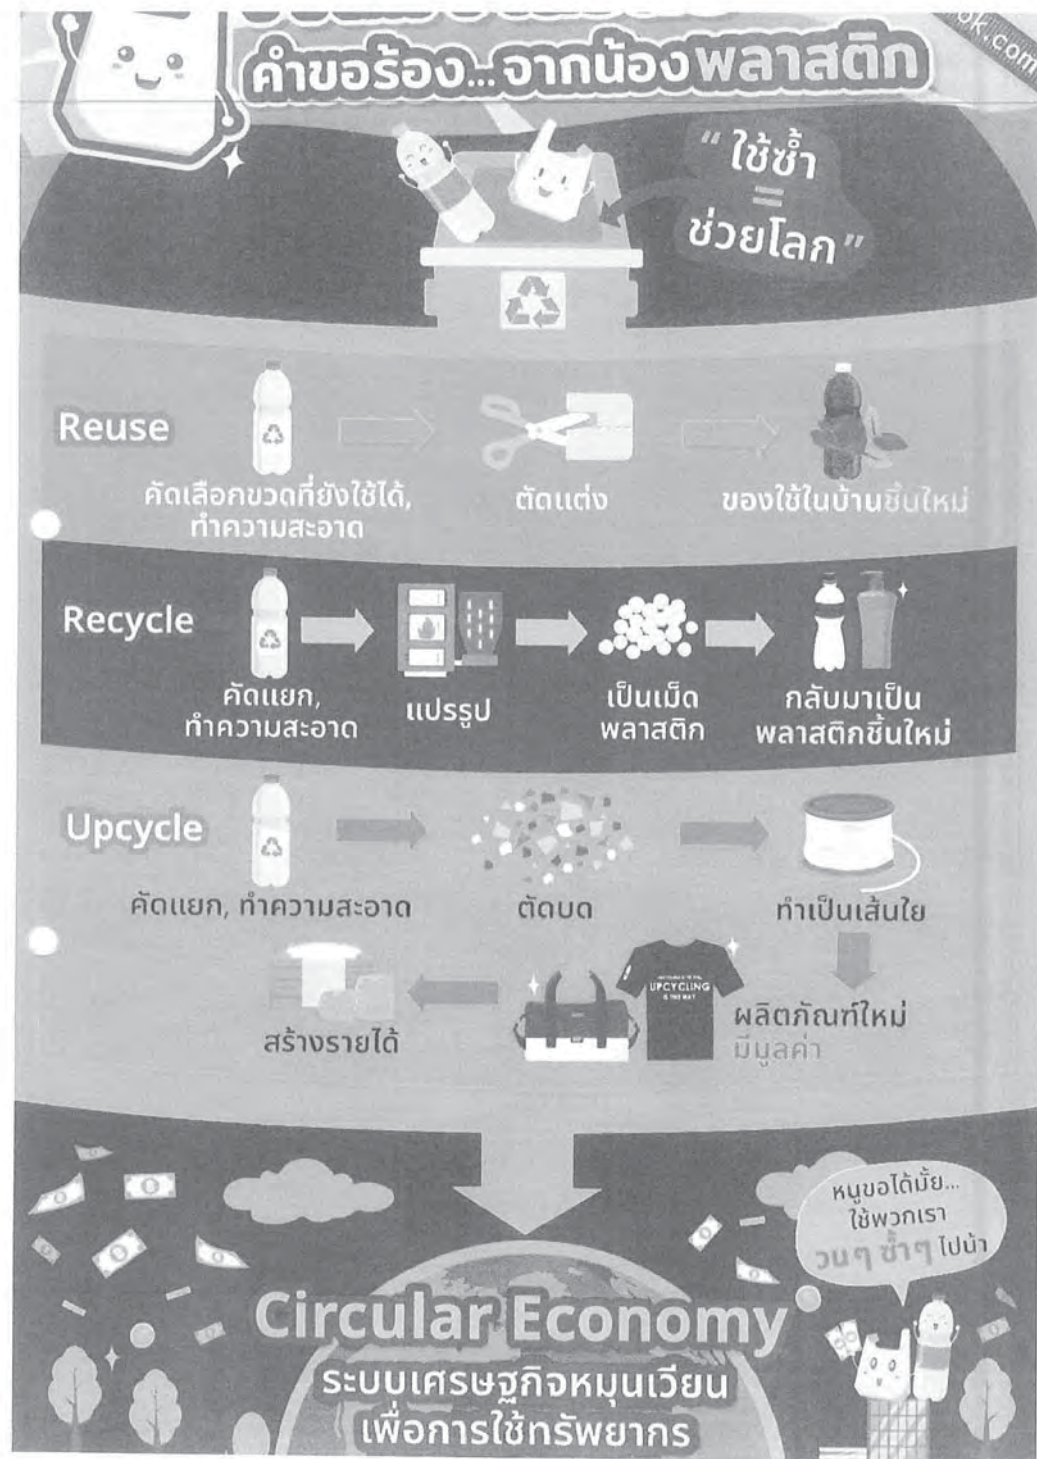 ok.com
คำขอร้อง...จากน้องพลาสติก
"ใช้ซ้ำ
=
ช่วยโลก"
Reuse
คัดเลือกขวดที่ยังใช้ได้,
ทำความสะอาด
ตัดแต่ง
ของใช้ในบ้านชิ้นใหม่
Recycle
คัดแยก,
ทำความสะอาด
แปรรูป
เป็นเม็ด
พลาสติก
กลับมาเป็น
พลาสติกชิ้นใหม่
Upcycle
คัดแยก, ทำความสะอาด
ตัดบด
ทำเป็นเส้นใย
UPCYCLING
IS THE WAY
ผลิตภัณฑ์ใหม่
มีมูลค่า
สร้างรายได้
หนูขอได้มั้ย...
ใช้พวกเรา
วนๆ ซ้ำๆ ไปน้า
Circular Economy
ระบบเศรษฐกิจหมุนเวียน
เพื่อการใช้ทรัพยากร